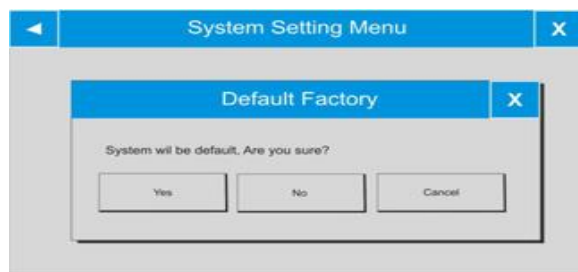 ◄ System Setting Menu X
Default Factory X
System wil be default, Are you sure?
Yes No Cancel